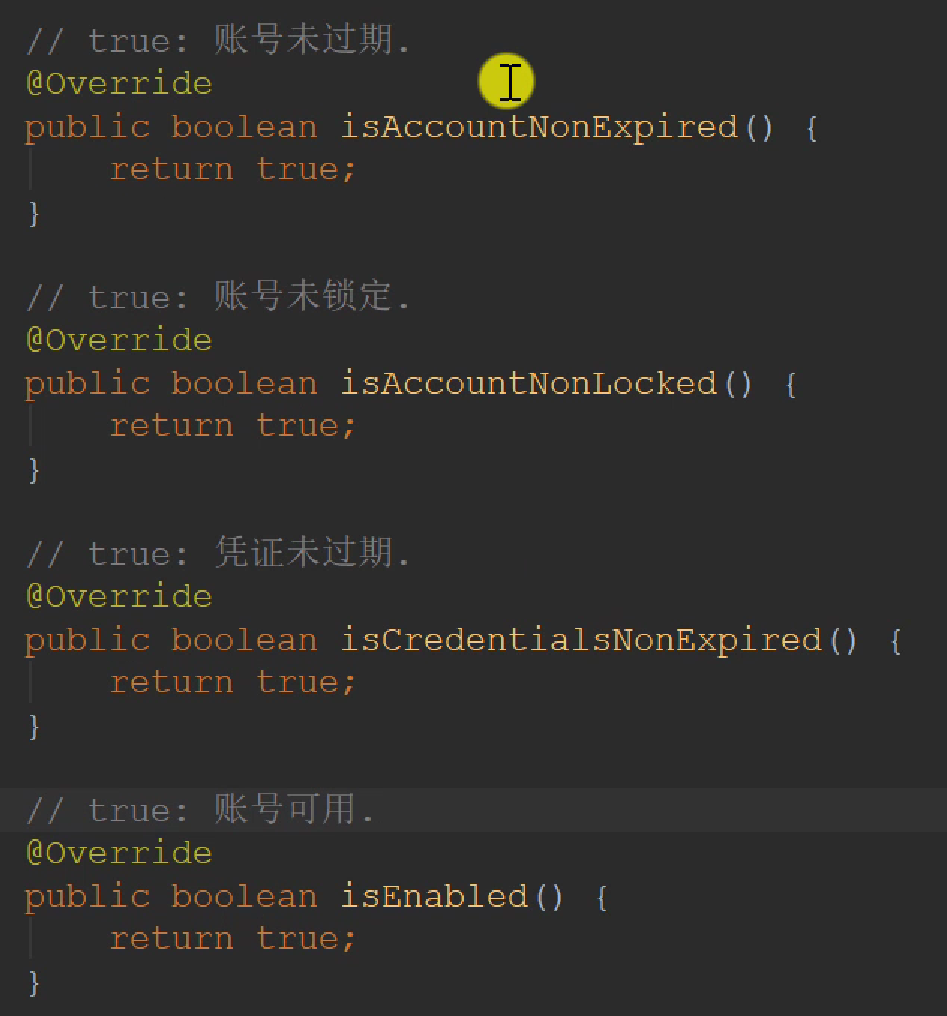 // true: 账号未过期.
@Override
public boolean isAccountNonExpired() {
    return true;
}
// true: 账号未锁定.
@Override
public boolean isAccountNonLocked() {
    return true;
}
// true: 凭证未过期.
@Override
public boolean isCredentialsNonExpired() {
    return true;
}
// true: 账号可用.
@Override
public boolean isEnabled() {
    return true;
}